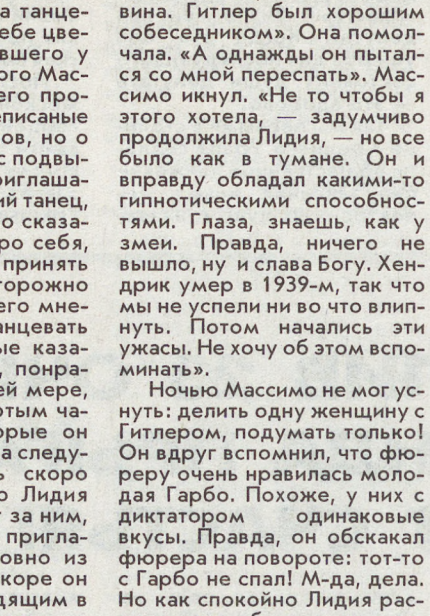 а танце-
ебе цве-
вшего у
ого Мас-
его про-
еписаные
ов, но о
с подвы-
риглаша-
ий танец,
о сказа-
ро себя,
принять
торожно
его мне-
анцевать
ые каза-
, понра-
ей мере,
отым ча-
орые он
а следу-
ь скоро
о Лидия
за ним,
пригла-
овно из
коре он
дящим в
вина. Гитлер был хорошим
собеседником». Она помол-
чала. «А однажды он пытал-
ся со мной переспать». Мас-
симо икнул. «Не то чтобы я
этого хотела, — задумчиво
продолжила Лидия, — но все
было как в тумане. Он и
вправду обладал какими-то
гипнотическими способнос-
тями. Глаза, знаешь, как у
змеи. Правда, ничего не
вышло, ну и слава Богу. Хен-
дрик умер в 1939-м, так что
мы не успели ни во что влип-
нуть. Потом начались эти
ужасы. Не хочу об этом вспо-
минать».
Ночью Массимо не мог ус-
нуть: делить одну женщину с
Гитлером, подумать только!
Он вдруг вспомнил, что фю-
реру очень нравилась моло-
дая Гарбо. Похоже, у них с
диктатором одинаковые
вкусы. Правда, он обскакал
фюрера на повороте: тот-то
с Гарбо не спал! М-да, дела.
Но как спокойно Лидия рас-